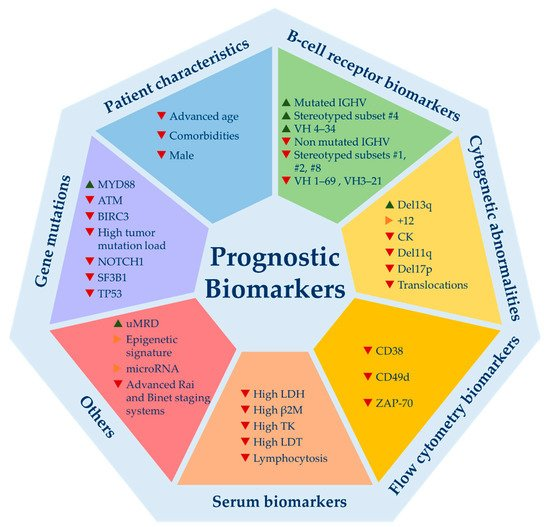 Patient characteristics
Advanced age
Comorbidities
Male
B-cell receptor biomarkers
Mutated IGHV
Stereotyped subset #4
VH 4–34
Non mutated IGHV
Stereotyped subsets #1,
#2, #8
VH 1–69 , VH3–21
Cytogenetic abnormalities
Del13q
+12
CK
Del11q
Del17p
Translocations
Flow cytometry biomarkers
CD38
CD49d
ZAP-70
Serum biomarkers
High LDH
High β2M
High TK
High LDT
Lymphocytosis
Others
uMRD
Epigenetic
signature
microRNA
Advanced Rai
and Binet staging
systems
Gene mutations
MYD88
ATM
BIRC3
High tumor
mutation load
NOTCH1
SF3B1
TP53
Prognostic
Biomarkers